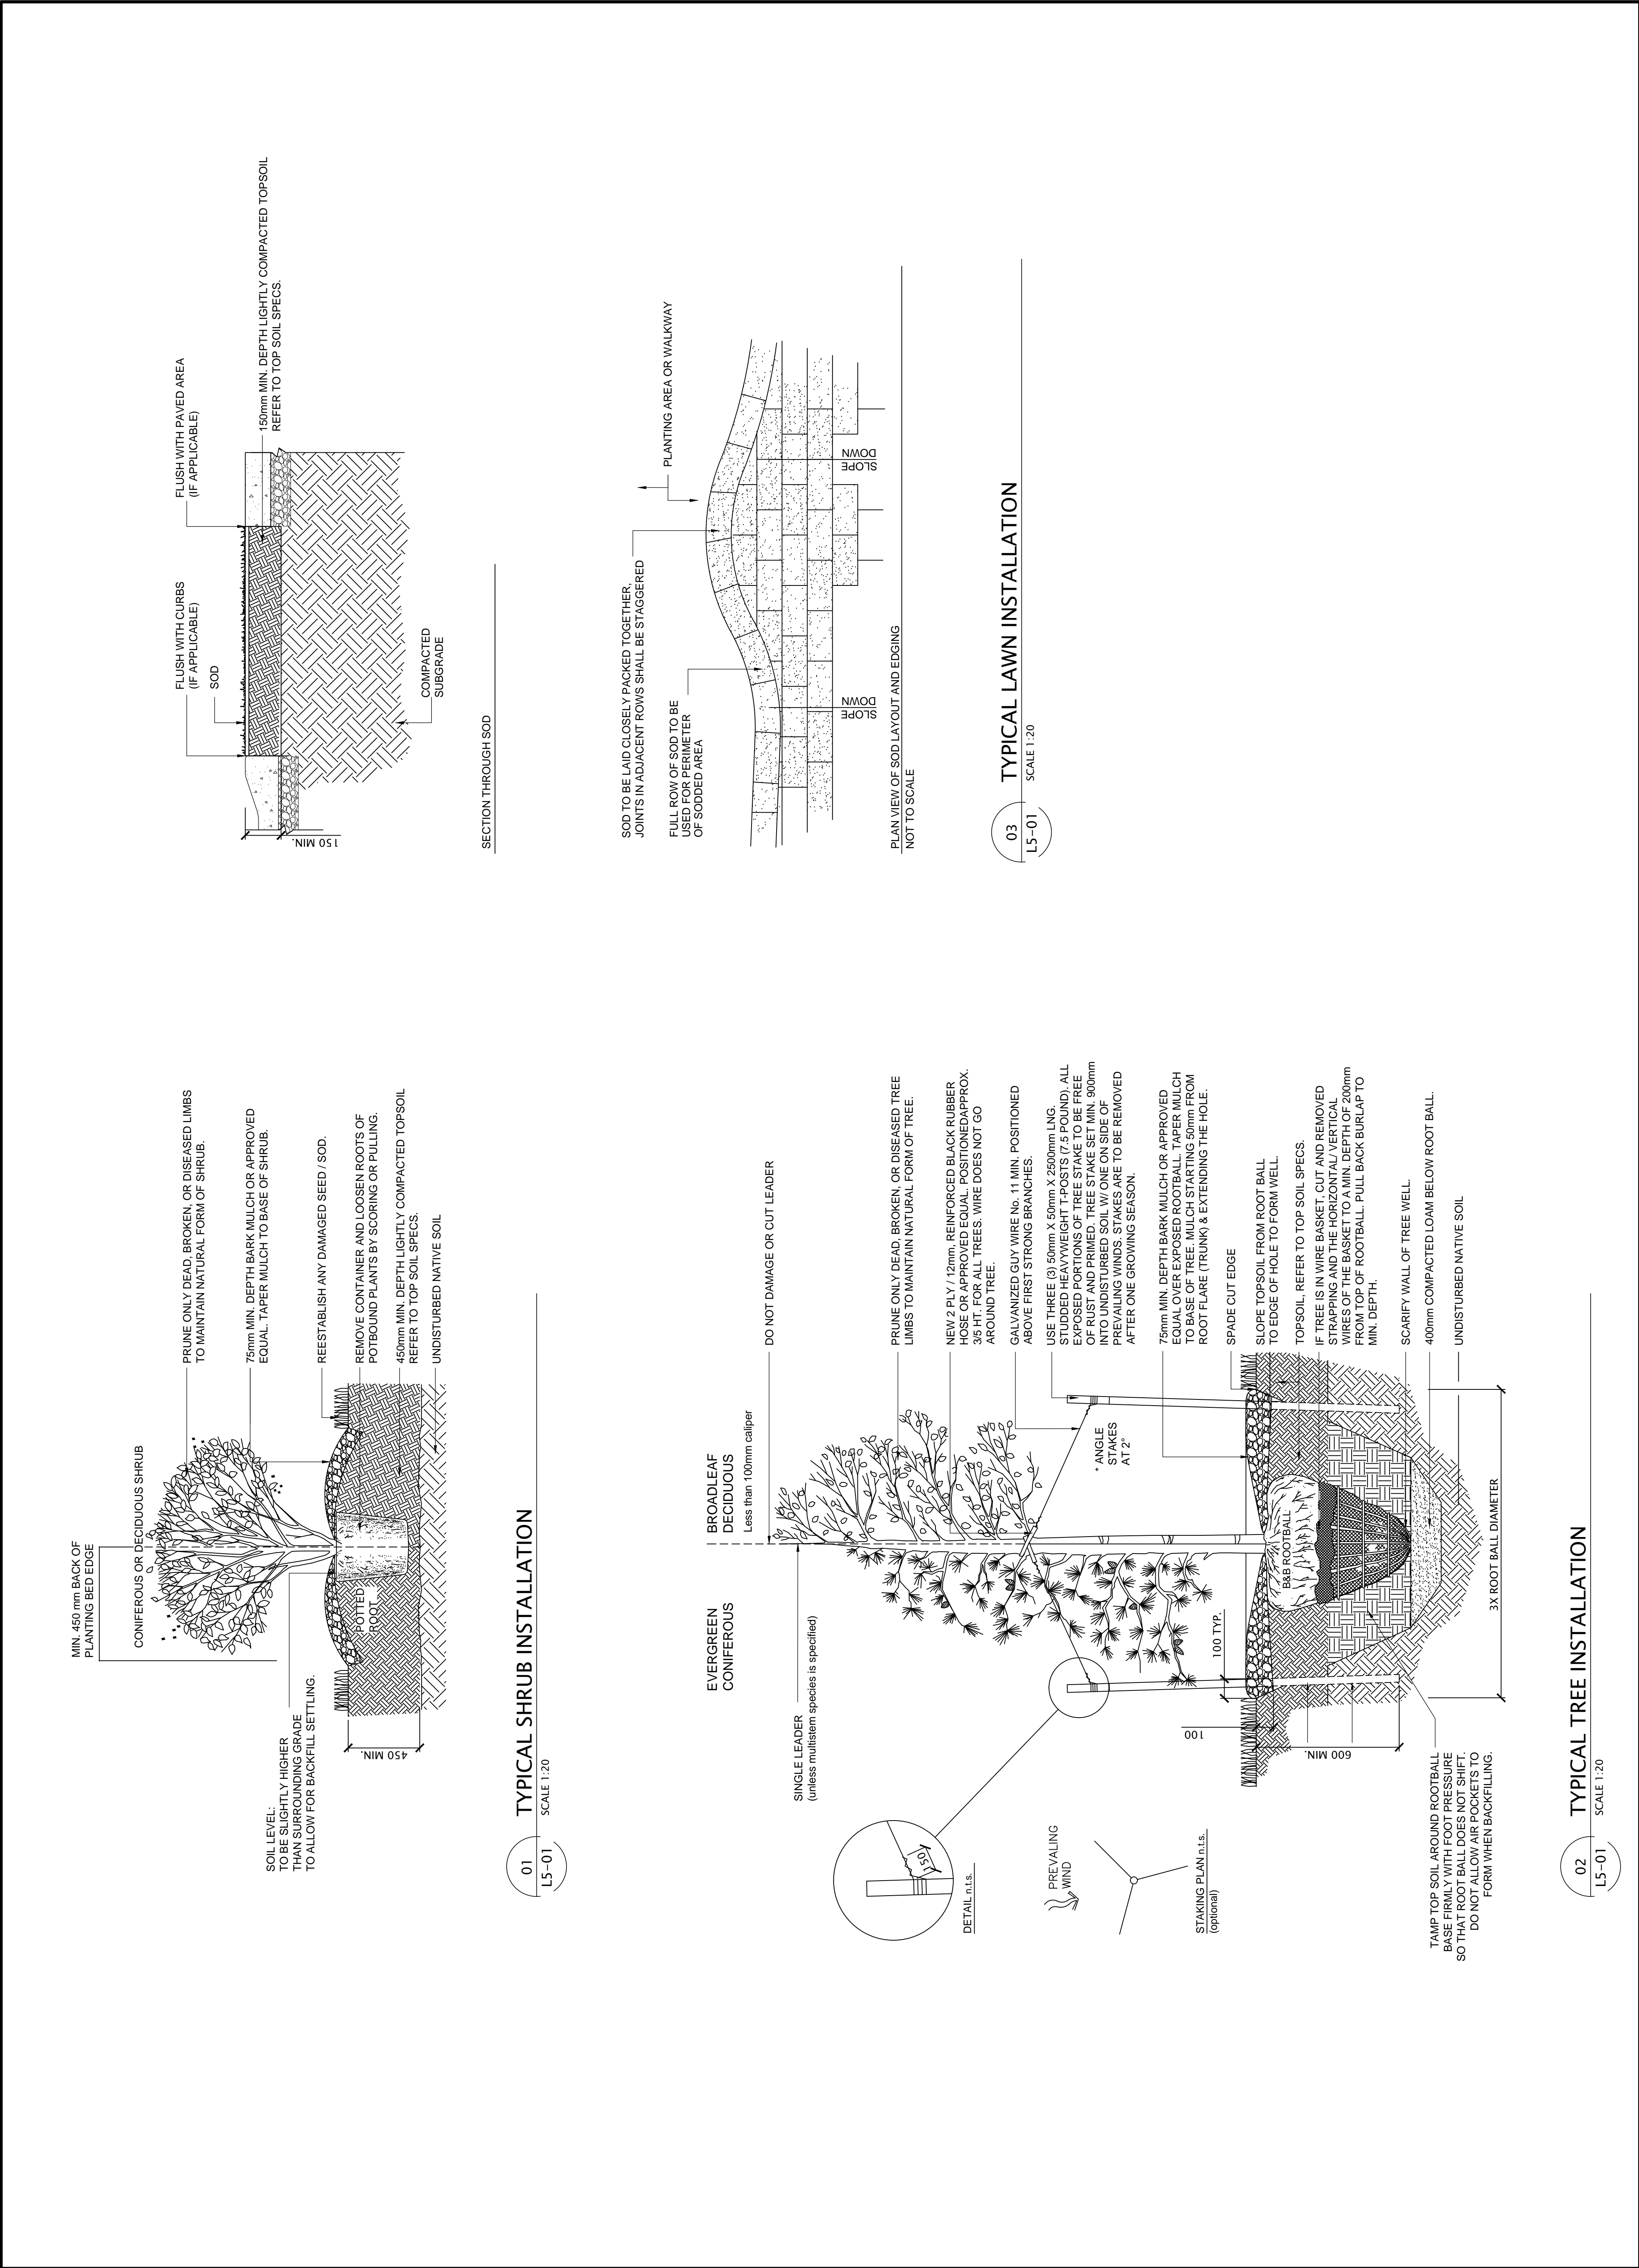 MIN. 450 mm BACK OF
PLANTING BED EDGE
CONIFEROUS OR DECIDUOUS SHRUB
PRUNE ONLY DEAD, BROKEN, OR DISEASED LIMBS
TO MAINTAIN NATURAL FORM OF SHRUB.
75mm MIN. DEPTH BARK MULCH OR APPROVED
EQUAL. TAPER MULCH TO BASE OF SHRUB.
REESTABLISH ANY DAMAGED SEED / SOD.
REMOVE CONTAINER AND LOOSEN ROOTS OF
POTBOUND PLANTS BY SCORING OR PULLING.
450mm MIN. DEPTH LIGHTLY COMPACTED TOPSOIL
REFER TO TOP SOIL SPECS.
UNDISTURBED NATIVE SOIL
SOIL LEVEL:
TO BE SLIGHTLY HIGHER
THAN SURROUNDING GRADE
TO ALLOW FOR BACKFILL SETTLING.
POTTED
ROOT
450 MIN.
01
L5-01
TYPICAL SHRUB INSTALLATION
SCALE 1:20
EVERGREEN
CONIFEROUS
BROADLEAF
DECIDUOUS
Less than 100mm caliper
SINGLE LEADER
(unless multistem species is specified)
DO NOT DAMAGE OR CUT LEADER
PRUNE ONLY DEAD, BROKEN, OR DISEASED TREE
LIMBS TO MAINTAIN NATURAL FORM OF TREE.
NEW 2 PLY / 12mm. REINFORCED BLACK RUBBER
HOSE OR APPROVED EQUAL. POSITIONEDAPPROX.
3/5 HT. FOR ALL TREES. WIRE DOES NOT GO
AROUND TREE.
GALVANIZED GUY WIRE No. 11 MIN. POSITIONED
ABOVE FIRST STRONG BRANCHES.
USE THREE (3) 50mm X 50mm X 2500mm LNG.
STUDDED HEAVYWEIGHT T-POSTS (7.5 POUND). ALL
EXPOSED PORTIONS OF TREE STAKE TO BE FREE
OF RUST AND PRIMED. TREE STAKE SET MIN. 900mm
INTO UNDISTURBED SOIL W/ ONE ON SIDE OF
PREVAILING WINDS. STAKES ARE TO BE REMOVED
AFTER ONE GROWING SEASON.
* ANGLE
STAKES
AT 2°
75mm MIN. DEPTH BARK MULCH OR APPROVED
EQUAL OVER EXPOSED ROOTBALL. TAPER MULCH
TO BASE OF TREE. MULCH STARTING 50mm FROM
ROOT FLARE (TRUNK) & EXTENDING THE HOLE.
SPADE CUT EDGE
SLOPE TOPSOIL FROM ROOT BALL
TO EDGE OF HOLE TO FORM WELL.
TOPSOIL, REFER TO TOP SOIL SPECS.
IF TREE IS IN WIRE BASKET, CUT AND REMOVED
STRAPPING AND THE HORIZONTAL/ VERTICAL
WIRES OF THE BASKET TO A MIN. DEPTH OF 200mm
FROM TOP OF ROOTBALL. PULL BACK BURLAP TO
MIN. DEPTH.
SCARIFY WALL OF TREE WELL.
400mm COMPACTED LOAM BELOW ROOT BALL.
UNDISTURBED NATIVE SOIL
B&B ROOTBALL
100 TYP.
100
600 MIN.
3X ROOT BALL DIAMETER
150
DETAIL n.t.s.
PREVALING
WIND
STAKING PLAN n.t.s.
(optional)
TAMP TOP SOIL AROUND ROOTBALL
BASE FIRMLY WITH FOOT PRESSURE
SO THAT ROOT BALL DOES NOT SHIFT.
DO NOT ALLOW AIR POCKETS TO
FORM WHEN BACKFILLING.
02
L5-01
TYPICAL TREE INSTALLATION
SCALE 1:20
FLUSH WITH CURBS
(IF APPLICABLE)
SOD
FLUSH WITH PAVED AREA
(IF APPLICABLE)
150mm MIN. DEPTH LIGHTLY COMPACTED TOPSOIL
REFER TO TOP SOIL SPECS.
150 MIN.
COMPACTED
SUBGRADE
SECTION THROUGH SOD
SOD TO BE LAID CLOSELY PACKED TOGETHER,
JOINTS IN ADJACENT ROWS SHALL BE STAGGERED
FULL ROW OF SOD TO BE
USED FOR PERIMETER
OF SODDED AREA
PLANTING AREA OR WALKWAY
SLOPE
DOWN
SLOPE
DOWN
PLAN VIEW OF SOD LAYOUT AND EDGING
NOT TO SCALE
03
L5-01
TYPICAL LAWN INSTALLATION
SCALE 1:20